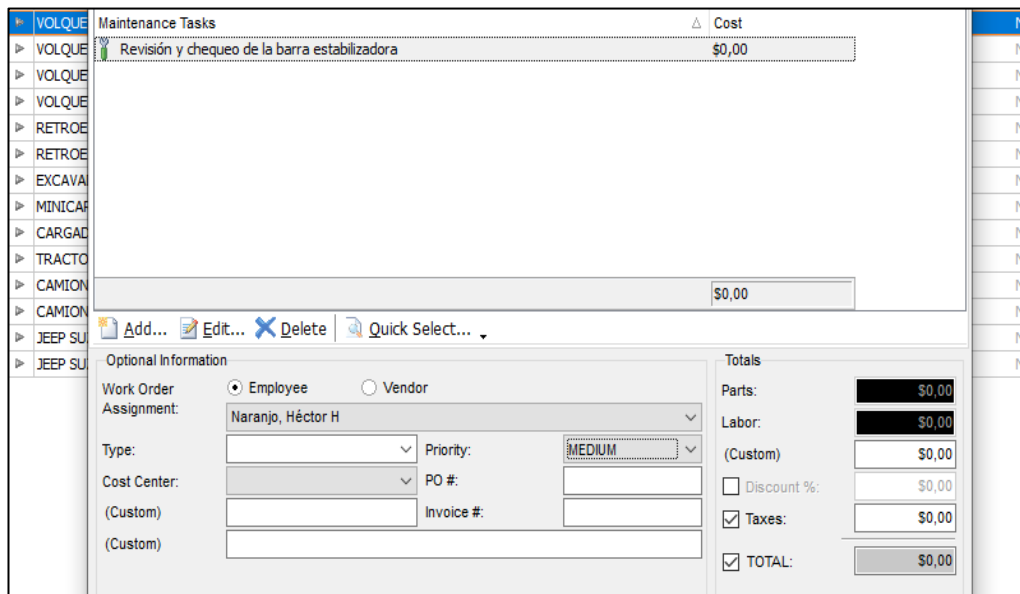 VOLQUE
VOLQUE
VOLQUE
VOLQUE
RETROE
RETROE
EXCAVA
MINICAR
CARGAD
TRACTO
CAMION
CAMION
JEEP SU
JEEP SU
Maintenance Tasks Cost
Revisión y chequeo de la barra estabilizadora $0,00
$0,00
Add... Edit... Delete Quick Select...
Optional Information
Work Order Assignment: Employee Vendor
Naranjo, Héctor H
Type: Priority: MEDIUM
Cost Center: PO #:
(Custom) Invoice #:
(Custom)
Totals
Parts: $0,00
Labor: $0,00
(Custom) $0,00
Discount %: $0,00
Taxes: $0,00
TOTAL: $0,00